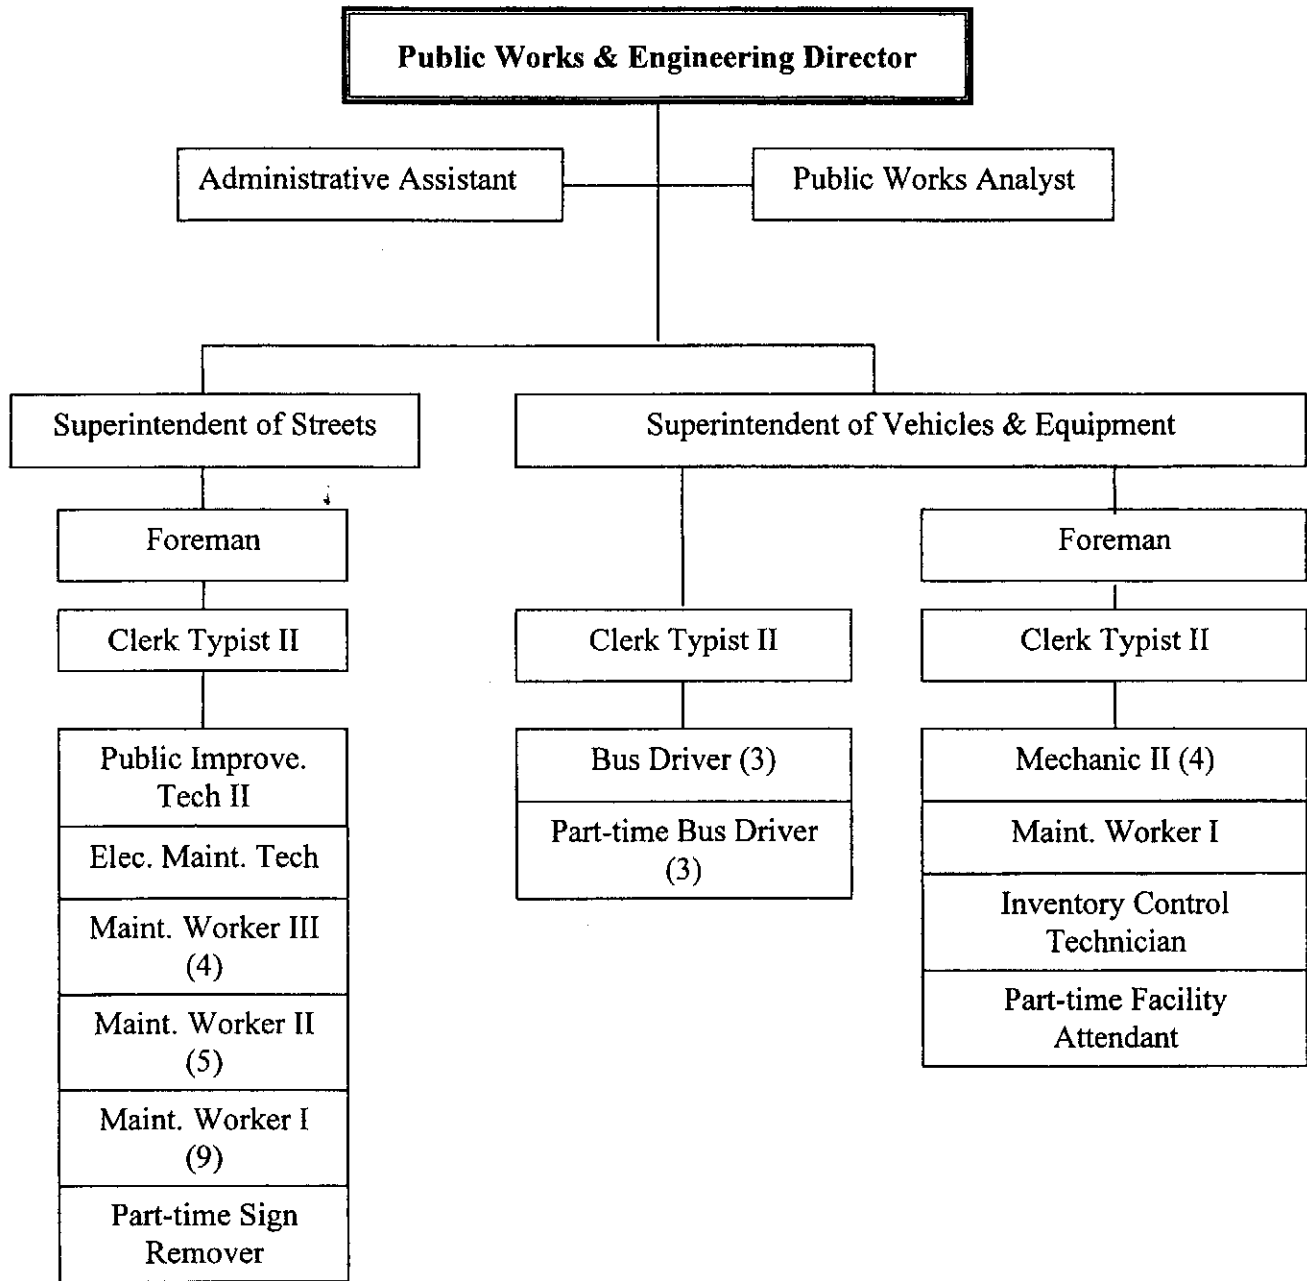 Public Works & Engineering Director
Administrative Assistant
Public Works Analyst
Superintendent of Streets
Superintendent of Vehicles & Equipment
Foreman
Foreman
Clerk Typist II
Clerk Typist II
Clerk Typist II
Public Improve.
Tech II
Elec. Maint. Tech
Maint. Worker III
(4)
Maint. Worker II
(5)
Maint. Worker I
(9)
Part-time Sign
Remover
Bus Driver (3)
Part-time Bus Driver
(3)
Mechanic II (4)
Maint. Worker I
Inventory Control
Technician
Part-time Facility
Attendant